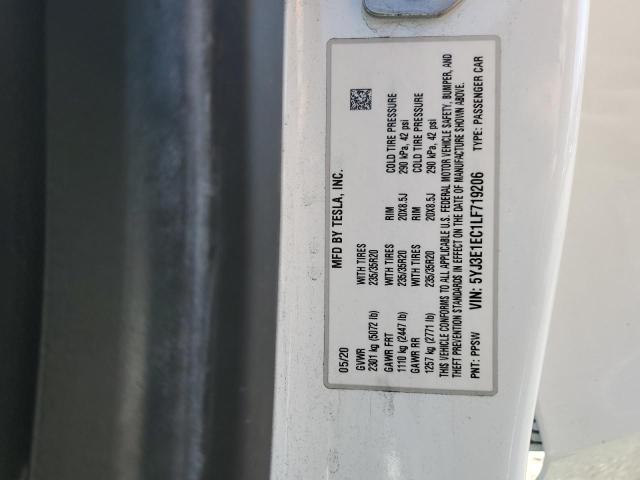 MFD BY TESLA, INC.
05/20
GVWR
2301 kg (5072 lb)
GAWR FRT WITH TIRES RIM COLD TIRE PRESSURE
1110 kg (2447 lb) 235/35R20 20X8.5J 290 kPa, 42 psi
GAWR RR WITH TIRES RIM COLD TIRE PRESSURE
1257 kg (2771 lb) 235/35R20 20X8.5J 290 kPa, 42 psi
THIS VEHICLE CONFORMS TO ALL APPLICABLE U.S. FEDERAL MOTOR VEHICLE SAFETY, BUMPER, AND
THEFT PREVENTION STANDARDS IN EFFECT ON THE DATE OF MANUFACTURE SHOWN ABOVE.
VIN: 5YJ3E1EC1LF719206
PNT: PPSW TYPE: PASSENGER CAR